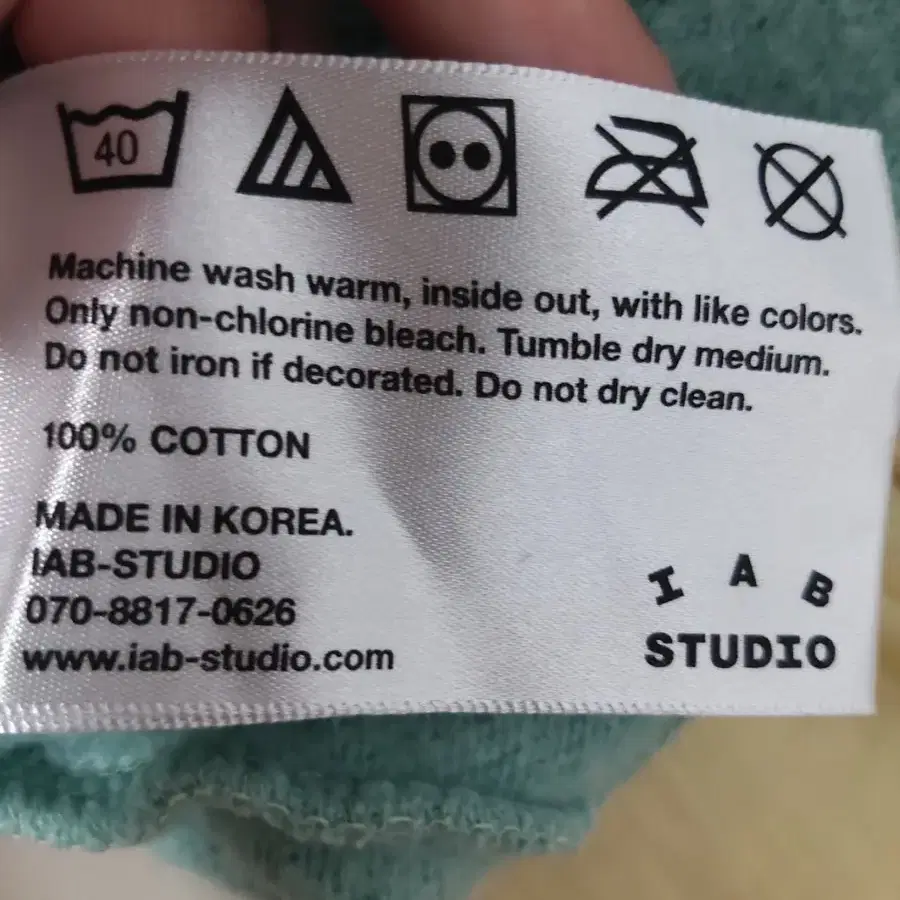 40
Machine wash warm, inside out, with like colors.
Only non-chlorine bleach. Tumble dry medium.
Do not iron if decorated. Do not dry clean.
100% COTTON
MADE IN KOREA.
IAB-STUDIO
070-8817-0626
www.iab-studio.com
I A B
STUDIO